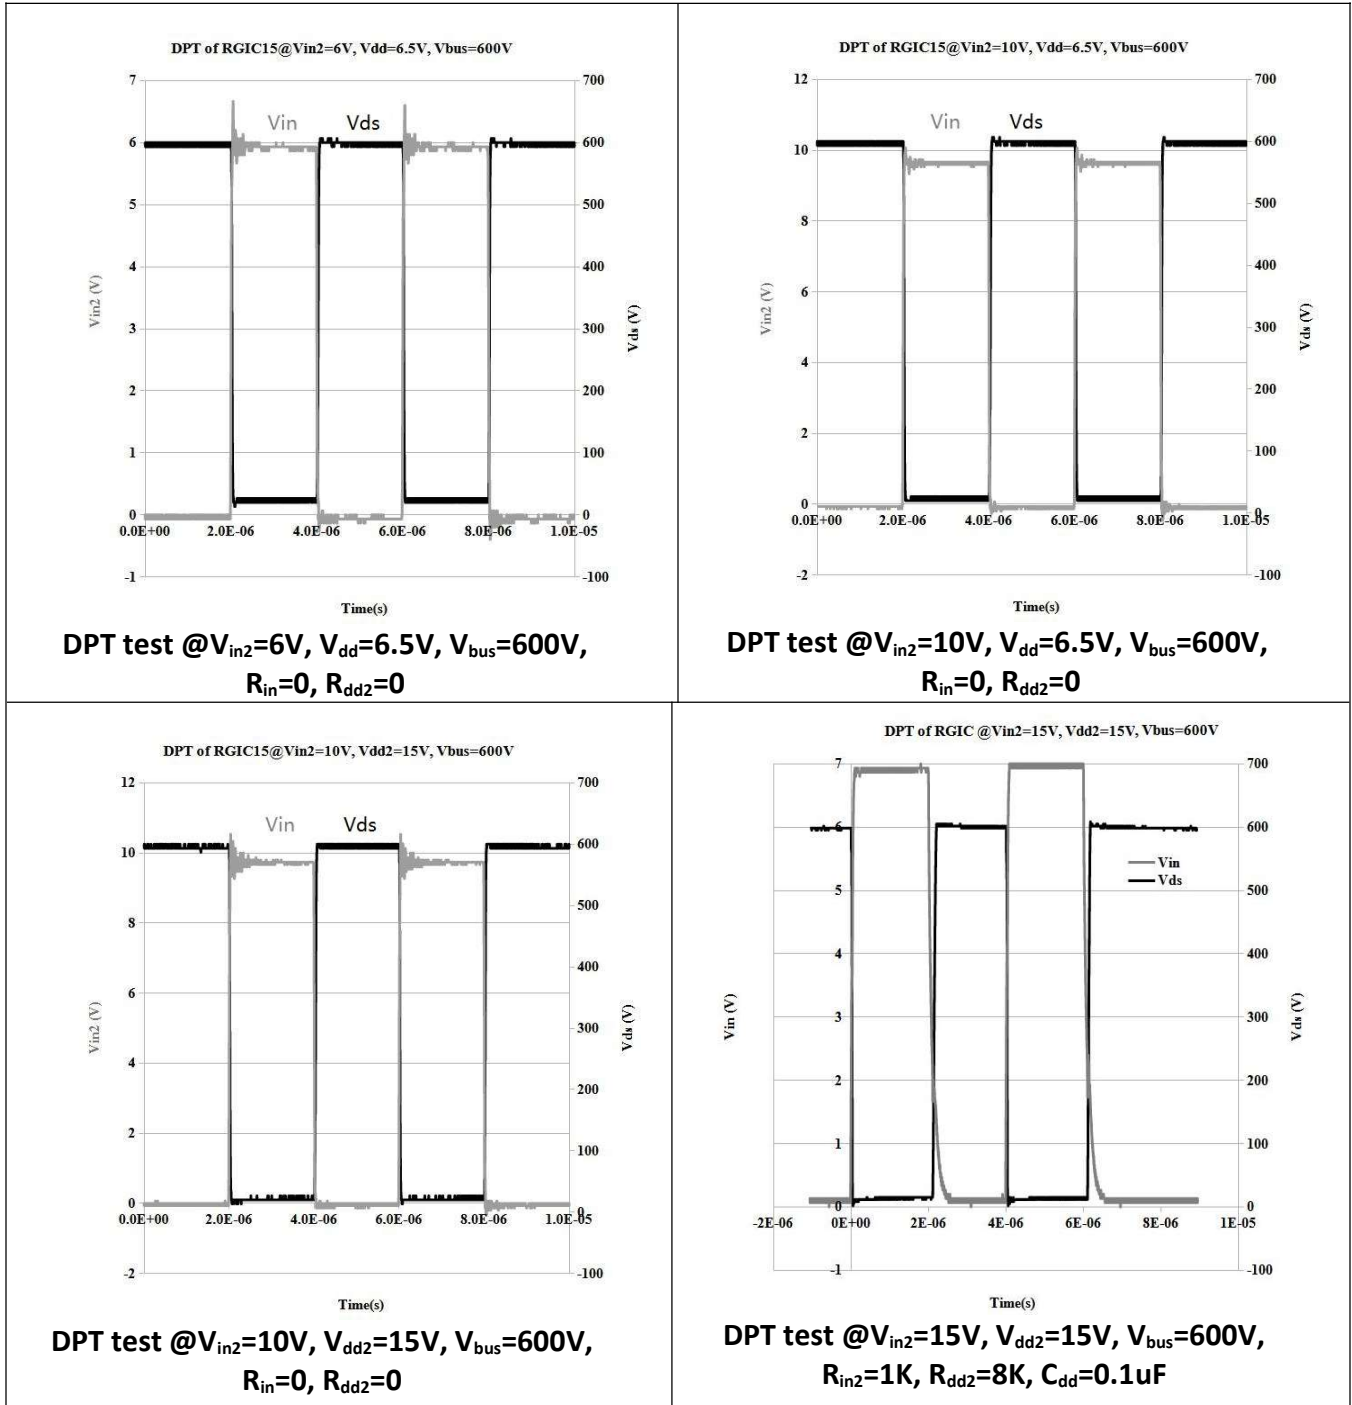 DPT of RGIC15@Vin2=6V, Vdd=6.5V, Vbus=600V
7
6
5
4
3
2
1
0
-1
700
600
500
400
300
200
100
0
-100
Vin
Vds
Vin2 (V)
Vds (V)
0.0E+00
2.0E-06
4.0E-06
6.0E-06
8.0E-06
1.0E-05
Time(s)
DPT test @Vin2=6V, Vdd=6.5V, Vbus=600V,
Rin=0, Rdd2=0
DPT of RGIC15@Vin2=10V, Vdd=6.5V, Vbus=600V
12
10
8
6
4
2
0
-2
700
600
500
400
300
200
100
0
-100
Vin
Vds
Vin2 (V)
Vds (V)
0.0E+00
2.0E-06
4.0E-06
6.0E-06
8.0E-06
1.0E-05
Time(s)
DPT test @Vin2=10V, Vdd=6.5V, Vbus=600V,
Rin=0, Rdd2=0
DPT of RGIC15@Vin2=10V, Vdd2=15V, Vbus=600V
12
10
8
6
4
2
0
-2
700
600
500
400
300
200
100
0
-100
Vin
Vds
Vin2 (V)
Vds (V)
0.0E+00
2.0E-06
4.0E-06
6.0E-06
8.0E-06
1.0E-05
Time(s)
DPT test @Vin2=10V, Vdd2=15V, Vbus=600V,
Rin=0, Rdd2=0
DPT of RGIC @Vin2=15V, Vdd2=15V, Vbus=600V
7
6
5
4
3
2
1
0
-1
700
600
500
400
300
200
100
0
-100
Vin
Vds
Vin (V)
Vds (V)
-2E-06
0E+00
2E-06
4E-06
6E-06
8E-06
1E-05
Time(s)
DPT test @Vin2=15V, Vdd2=15V, Vbus=600V,
Rin2=1K, Rdd2=8K, Cdd=0.1uF